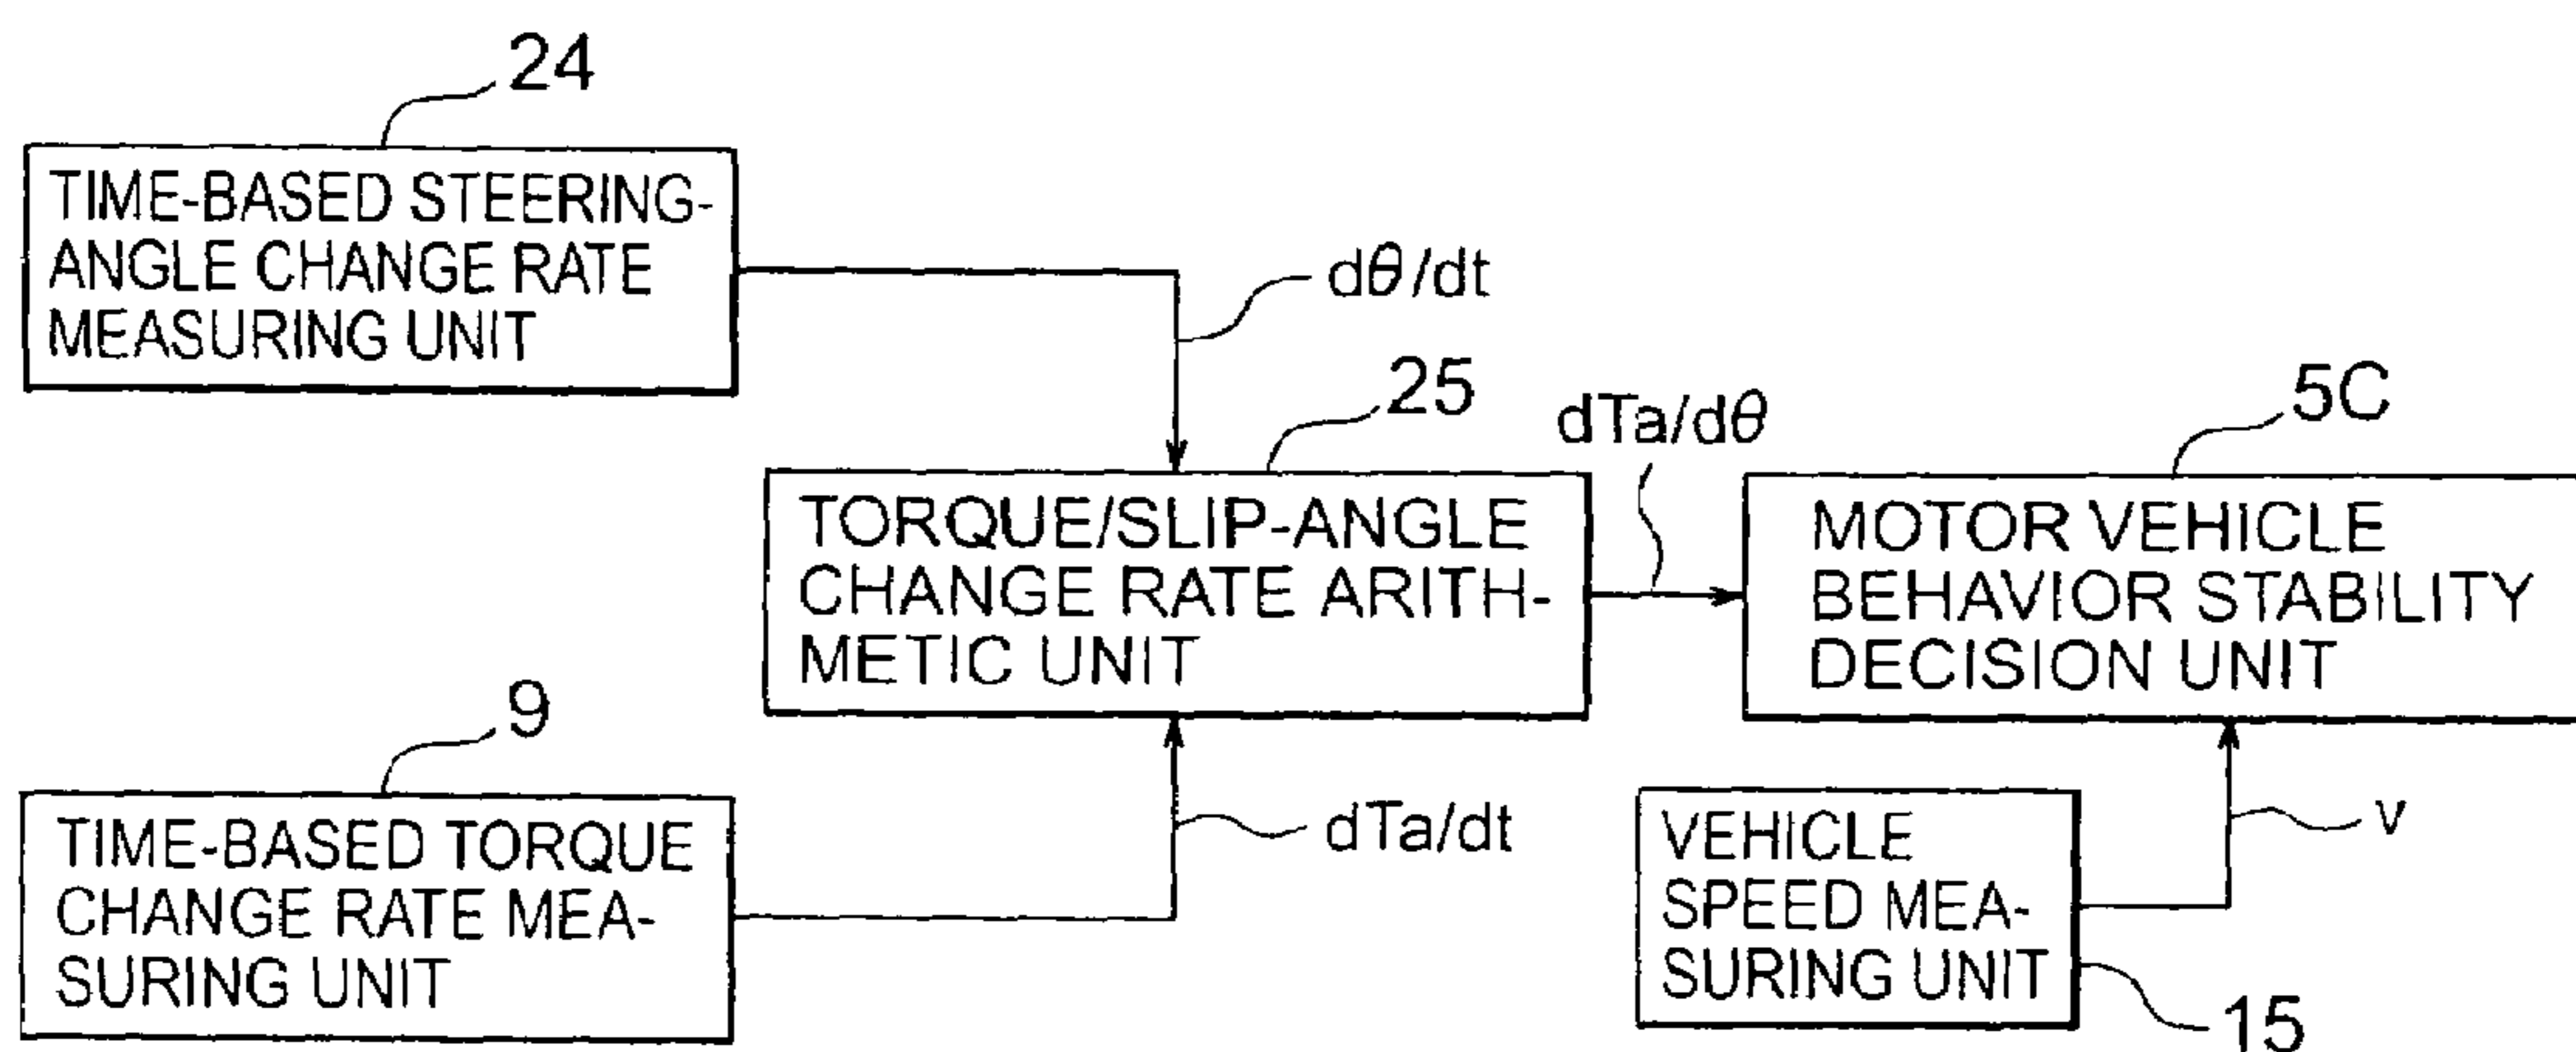 24
TIME-BASED STEERING-
ANGLE CHANGE RATE
MEASURING UNIT
dθ/dt
25
TORQUE/SLIP-ANGLE
CHANGE RATE ARITH-
METIC UNIT
dTa/dθ
5C
MOTOR VEHICLE
BEHAVIOR STABILITY
DECISION UNIT
9
TIME-BASED TORQUE
CHANGE RATE MEA-
SURING UNIT
dTa/dt
VEHICLE
SPEED MEA-
SURING UNIT
v
15